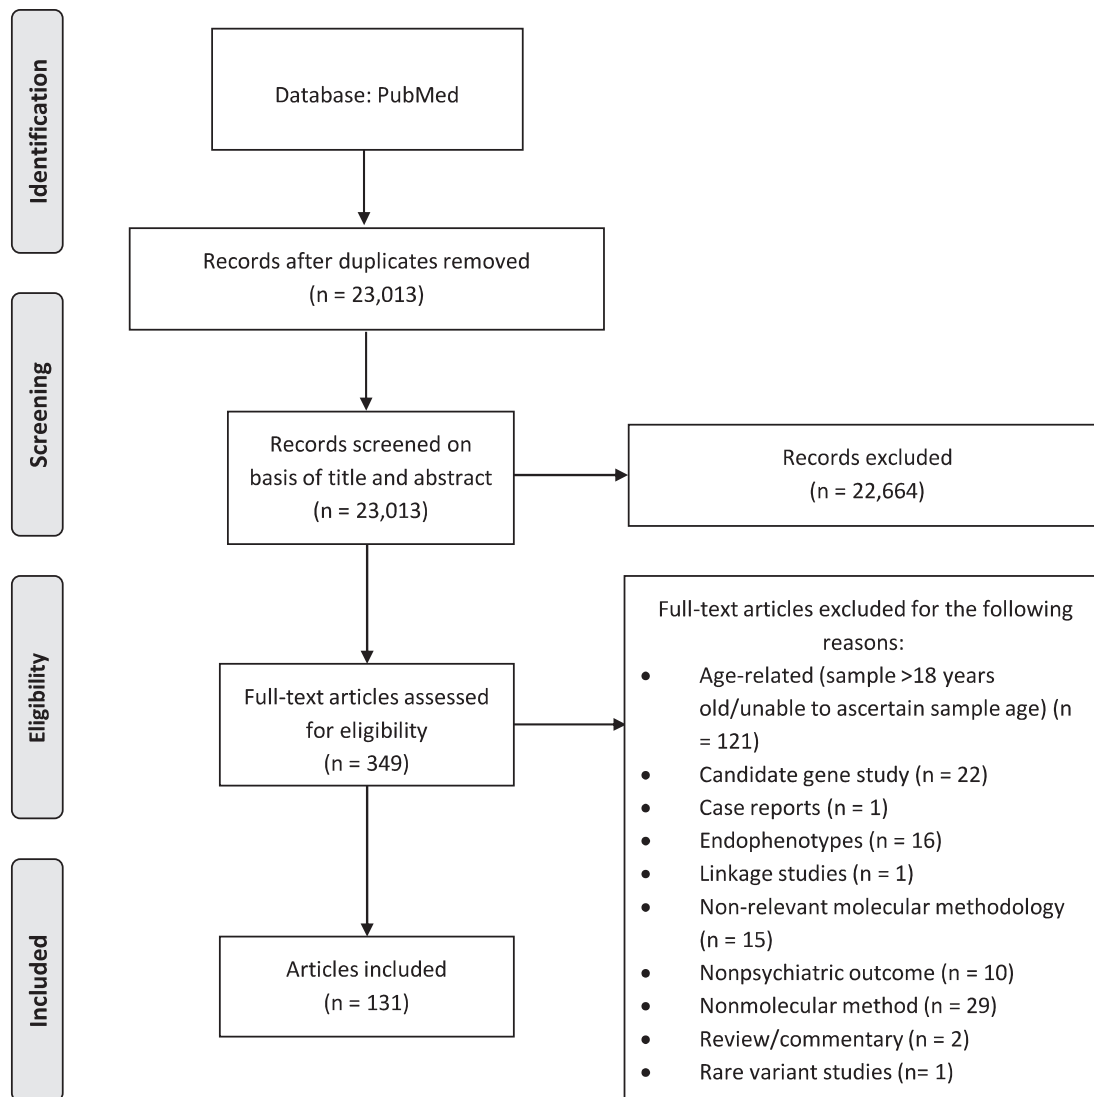 Identification
Database: PubMed
Records after duplicates removed
(n = 23,013)
Screening
Records screened on
basis of title and abstract
(n = 23,013)
Records excluded
(n = 22,664)
Eligibility
Full-text articles assessed
for eligibility
(n = 349)
Full-text articles excluded for the following
reasons:
• Age-related (sample >18 years
old/unable to ascertain sample age) (n
= 121)
• Candidate gene study (n = 22)
• Case reports (n = 1)
• Endophenotypes (n = 16)
• Linkage studies (n = 1)
• Non-relevant molecular methodology
(n = 15)
• Nonpsychiatric outcome (n = 10)
• Nonmolecular method (n = 29)
• Review/commentary (n = 2)
• Rare variant studies (n= 1)
Included
Articles included
(n = 131)